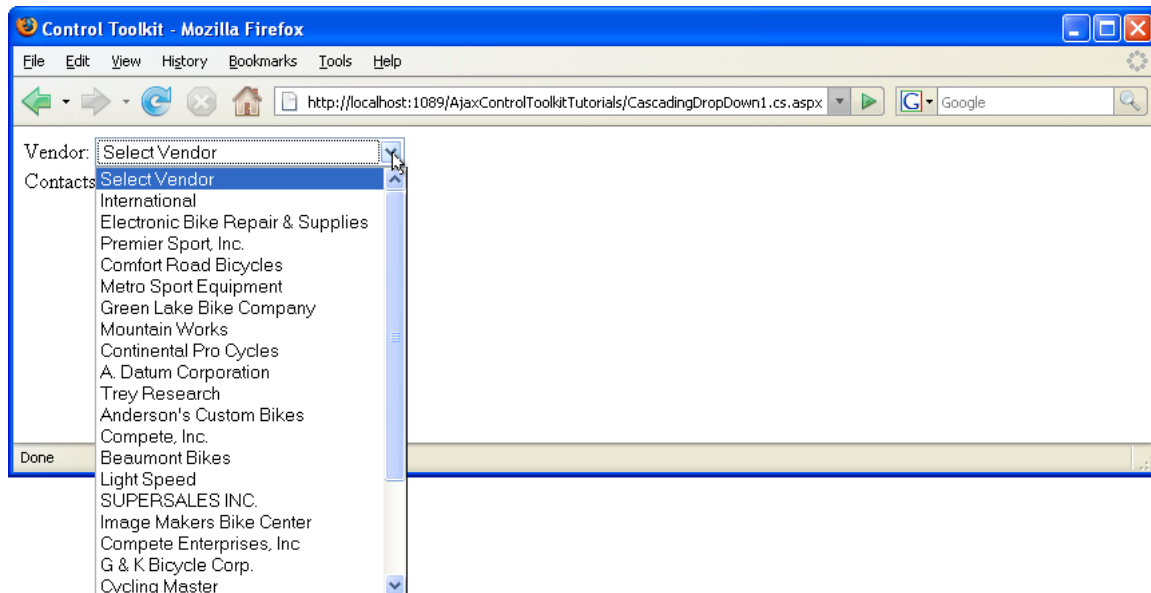 Control Toolkit - Mozilla Firefox
File Edit View History Bookmarks Tools Help
http://localhost:1089/AjaxControlToolkitTutorials/CascadingDropDown1.cs.aspx G Google
Vendor: Select Vendor
Contacts Select Vendor
International
Electronic Bike Repair & Supplies
Premier Sport, Inc.
Comfort Road Bicycles
Metro Sport Equipment
Green Lake Bike Company
Mountain Works
Continental Pro Cycles
A. Datum Corporation
Trey Research
Anderson's Custom Bikes
Compete, Inc.
Done Beaumont Bikes
Light Speed
SUPERSALES INC.
Image Makers Bike Center
Compete Enterprises, Inc
G & K Bicycle Corp.
Cycling Master